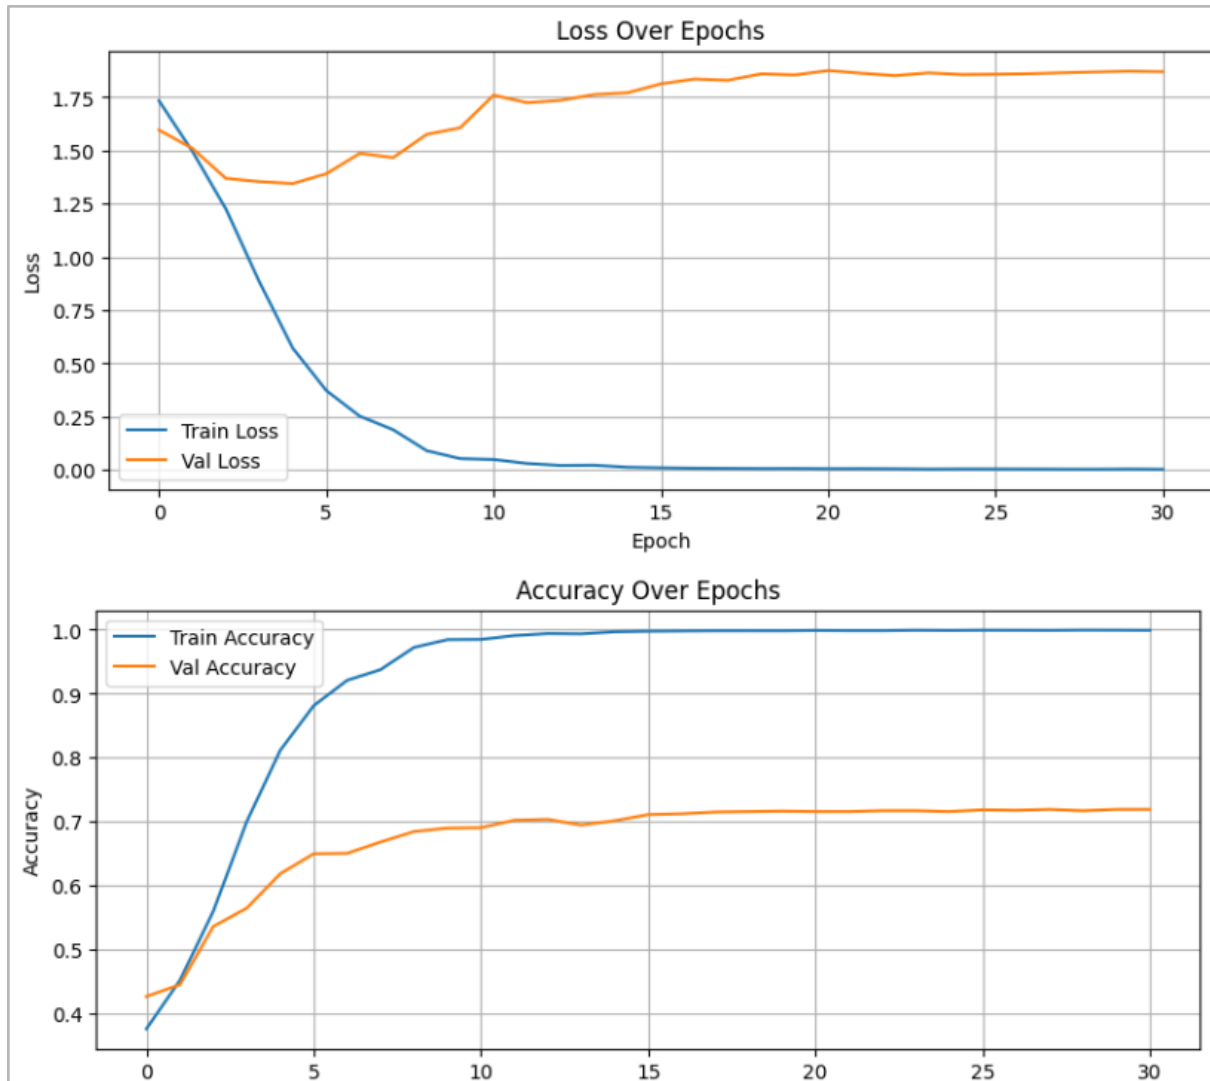 Loss Over Epochs
Loss
1.75
1.50
1.25
1.00
0.75
0.50
0.25
0.00
Train Loss
Val Loss
0 5 10 15 20 25 30
Epoch
Accuracy Over Epochs
Accuracy
1.0
0.9
0.8
0.7
0.6
0.5
0.4
Train Accuracy
Val Accuracy
0 5 10 15 20 25 30